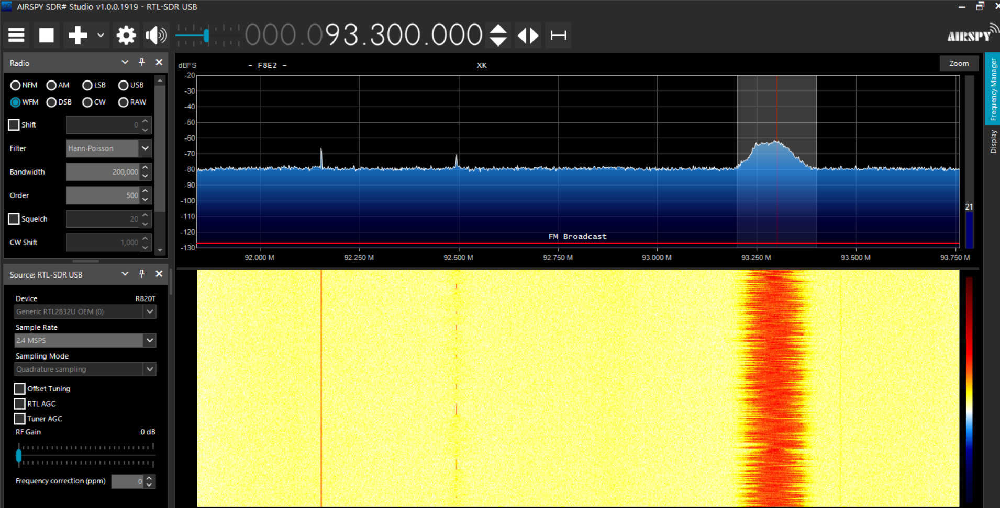 AIRSPY SDR# Studio v1.0.0.1919 - RTL-SDR USB
000.093.300.000
AIRSPY
Radio
NFM AM LSB USB
WFM DSB CW RAW
Shift 0
Filter Hann-Poisson
Bandwidth 200,000
Order 500
Squelch 20
CW Shift 1,000
Source: RTL-SDR USB
Device R820T
Generic RTL2832U OEM (0)
Sample Rate
2.4 MSPS
Sampling Mode
Quadrature sampling
Offset Tuning
RTL AGC
Tuner AGC
RF Gain 0 dB
Frequency correction (ppm) 0
dBFS - F8E2 - XK
Zoom
-20
-30
-40
-50
-60
-70
-80
-90
-100
-110
-120
-130
21
FM Broadcast
92.000 M 92.250 M 92.500 M 92.750 M 93.000 M 93.250 M 93.500 M 93.750 M
Frequency Manager
Display